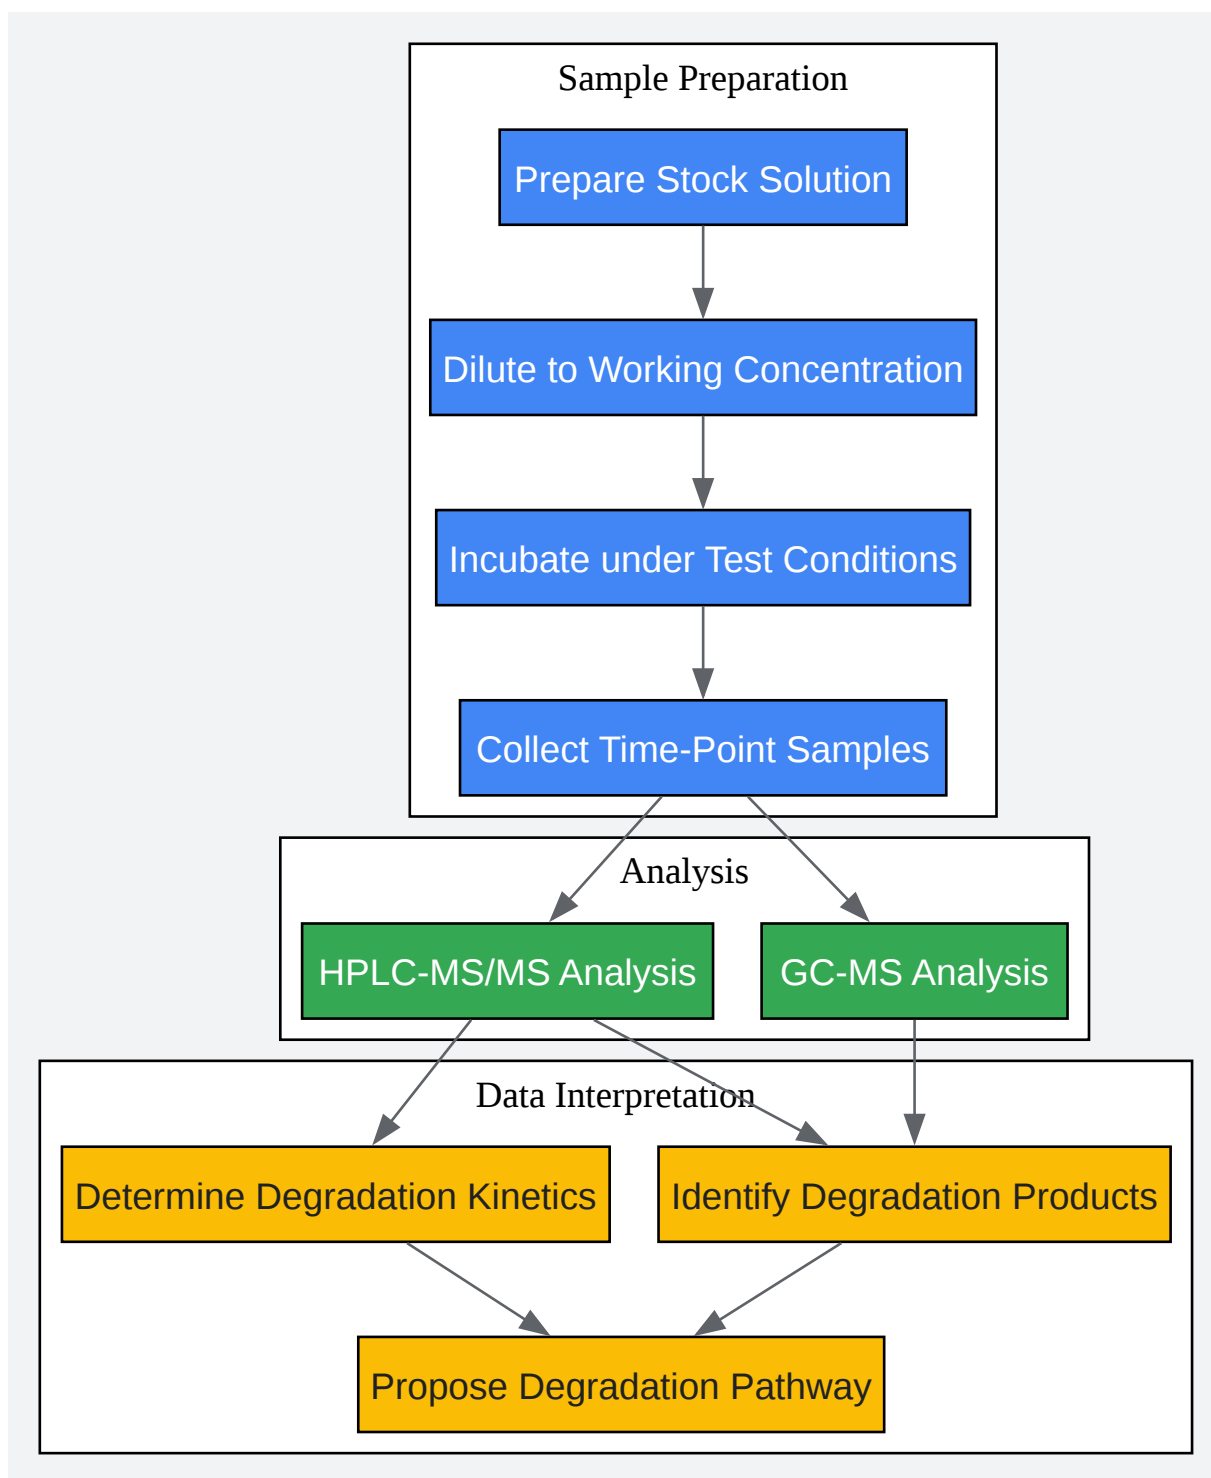 Sample Preparation
Prepare Stock Solution
Dilute to Working Concentration
Incubate under Test Conditions
Collect Time-Point Samples
Analysis
HPLC-MS/MS Analysis
GC-MS Analysis
Data Interpretation
Determine Degradation Kinetics
Identify Degradation Products
Propose Degradation Pathway